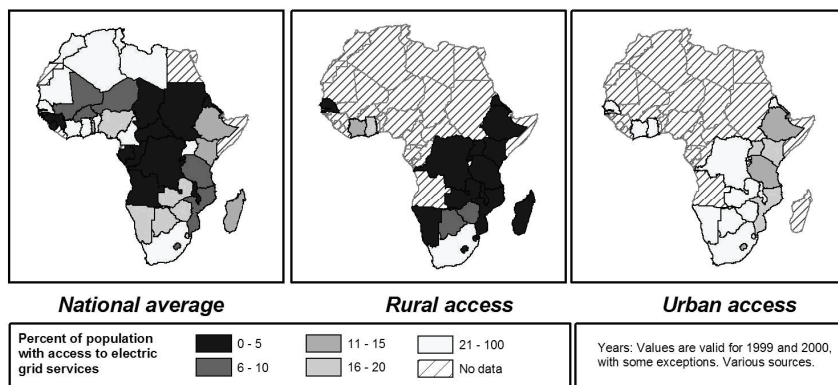 National average
Rural access
Urban access
Percent of population
with access to electric
grid services
0 - 5
6 - 10
11 - 15
16 - 20
21 - 100
No data
Years: Values are valid for 1999 and 2000,
with some exceptions. Various sources.